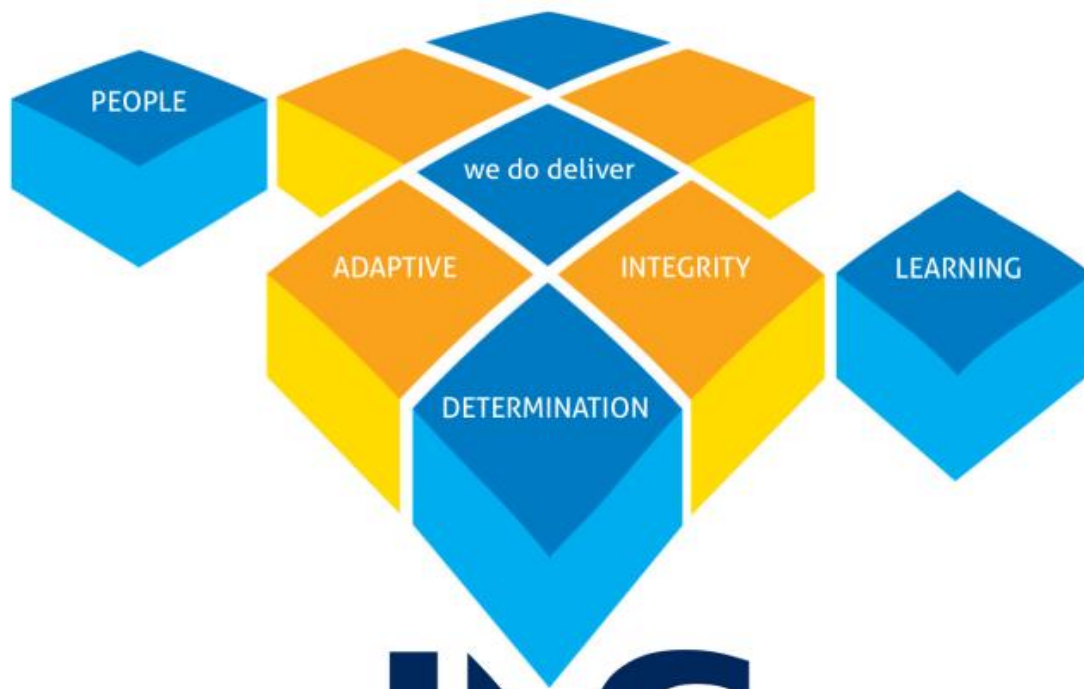 PEOPLE
we do deliver
ADAPTIVE
INTEGRITY
LEARNING
DETERMINATION